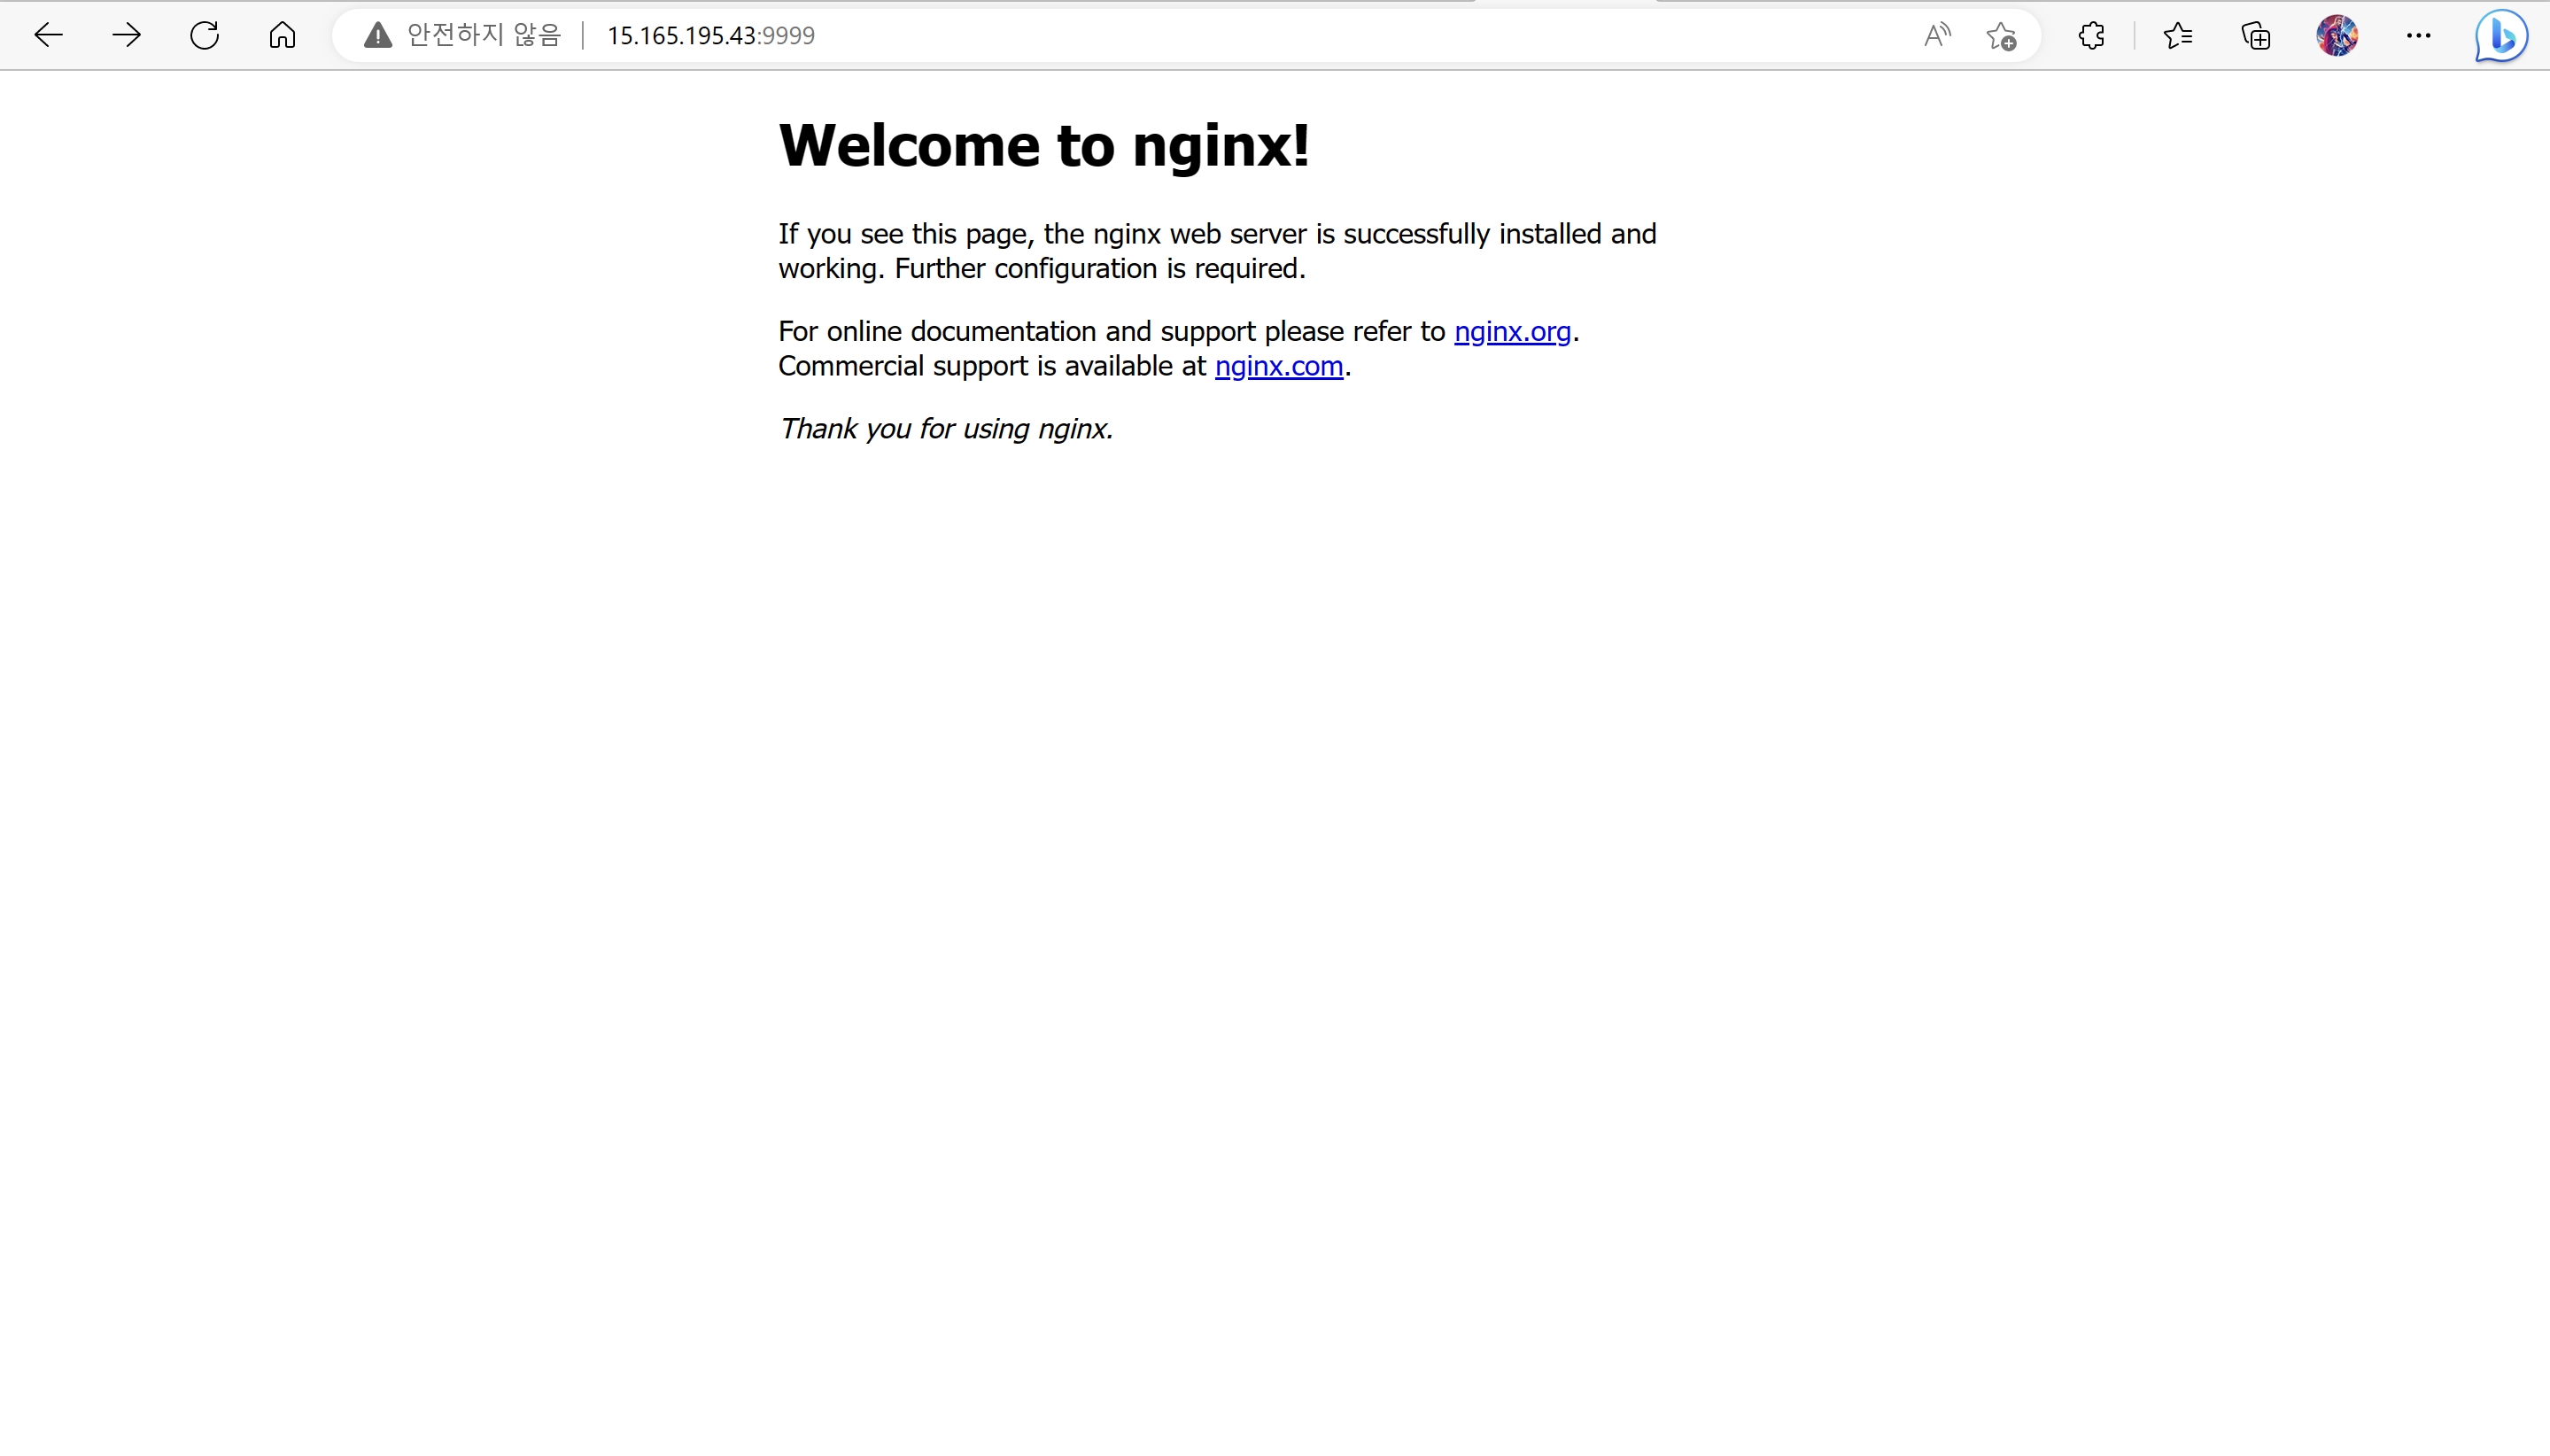 안전하지 않음 15.165.195.43:9999
Welcome to nginx!
If you see this page, the nginx web server is successfully installed and
working. Further configuration is required.
For online documentation and support please refer to nginx.org.
Commercial support is available at nginx.com.
Thank you for using nginx.